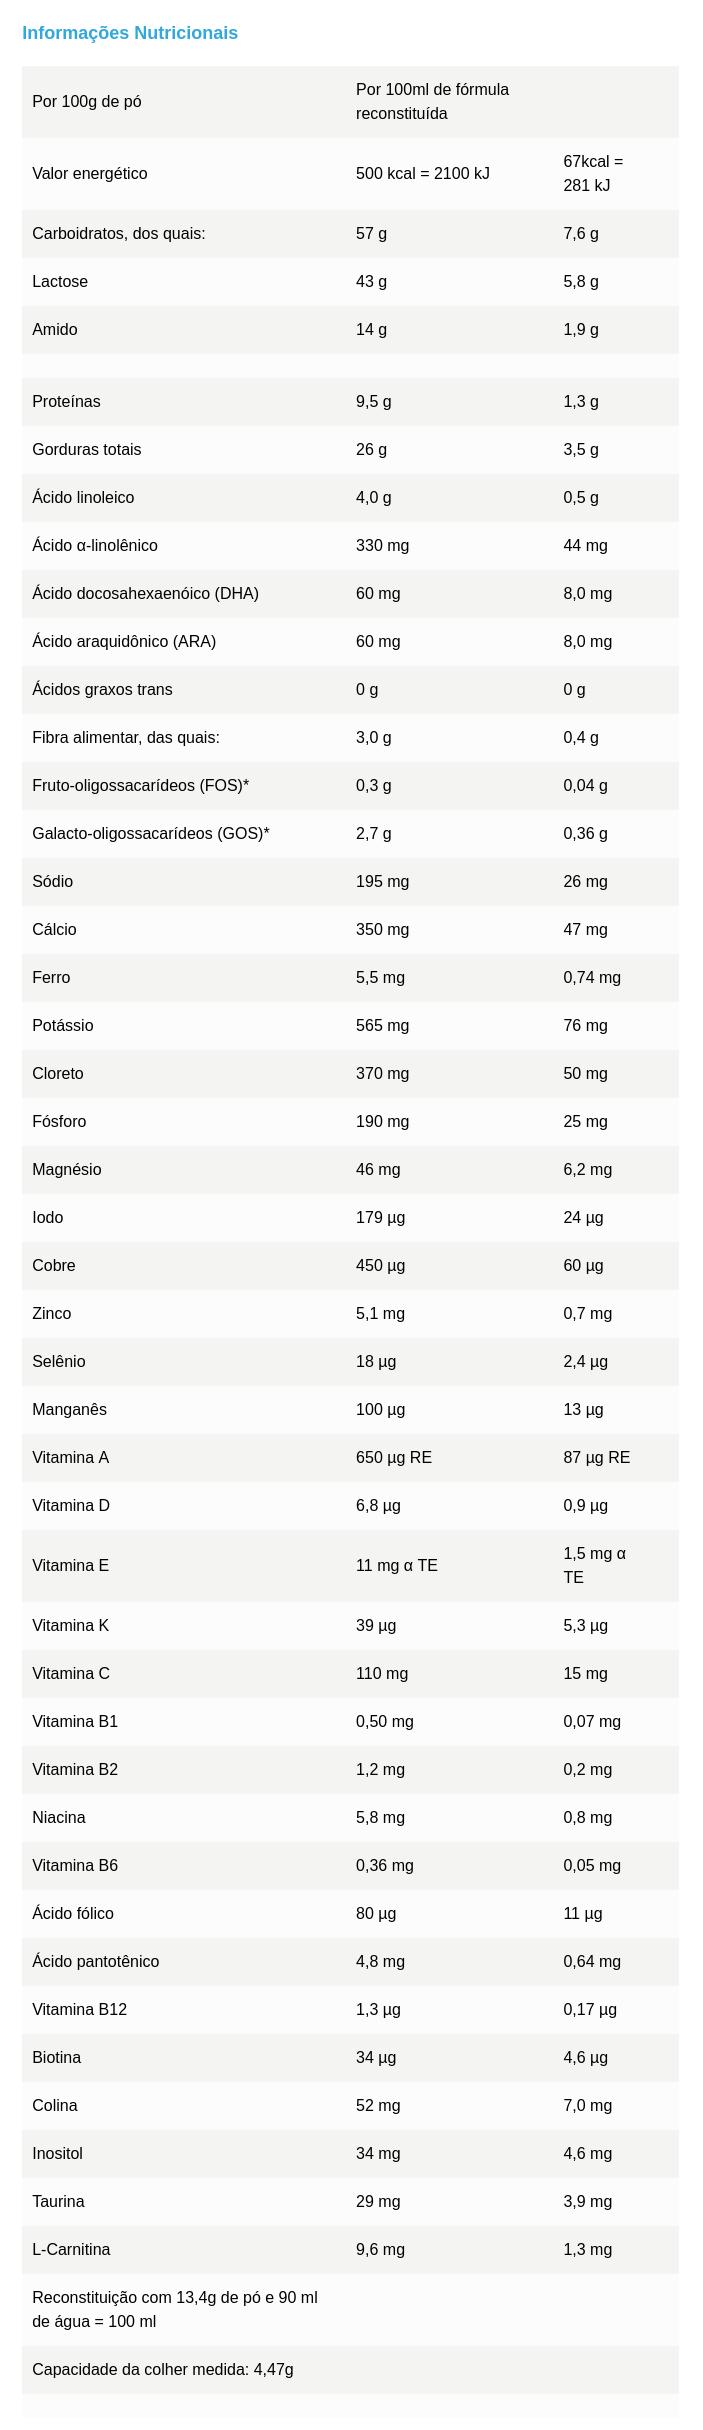 Informações Nutricionais
Por 100g de pó
Por 100ml de fórmula
reconstituída
Valor energético 500 kcal = 2100 kJ 67kcal =
281 kJ
Carboidratos, dos quais: 57 g 7,6 g
Lactose 43 g 5,8 g
Amido 14 g 1,9 g
Proteínas 9,5 g 1,3 g
Gorduras totais 26 g 3,5 g
Ácido linoleico 4,0 g 0,5 g
Ácido α-linolênico 330 mg 44 mg
Ácido docosahexaenóico (DHA) 60 mg 8,0 mg
Ácido araquidônico (ARA) 60 mg 8,0 mg
Ácidos graxos trans 0 g 0 g
Fibra alimentar, das quais: 3,0 g 0,4 g
Fruto-oligossacarídeos (FOS)* 0,3 g 0,04 g
Galacto-oligossacarídeos (GOS)* 2,7 g 0,36 g
Sódio 195 mg 26 mg
Cálcio 350 mg 47 mg
Ferro 5,5 mg 0,74 mg
Potássio 565 mg 76 mg
Cloreto 370 mg 50 mg
Fósforo 190 mg 25 mg
Magnésio 46 mg 6,2 mg
Iodo 179 µg 24 µg
Cobre 450 µg 60 µg
Zinco 5,1 mg 0,7 mg
Selênio 18 µg 2,4 µg
Manganês 100 µg 13 µg
Vitamina A 650 µg RE 87 µg RE
Vitamina D 6,8 µg 0,9 µg
Vitamina E 11 mg α TE 1,5 mg α
TE
Vitamina K 39 µg 5,3 µg
Vitamina C 110 mg 15 mg
Vitamina B1 0,50 mg 0,07 mg
Vitamina B2 1,2 mg 0,2 mg
Niacina 5,8 mg 0,8 mg
Vitamina B6 0,36 mg 0,05 mg
Ácido fólico 80 µg 11 µg
Ácido pantotênico 4,8 mg 0,64 mg
Vitamina B12 1,3 µg 0,17 µg
Biotina 34 µg 4,6 µg
Colina 52 mg 7,0 mg
Inositol 34 mg 4,6 mg
Taurina 29 mg 3,9 mg
L-Carnitina 9,6 mg 1,3 mg
Reconstituição com 13,4g de pó e 90 ml
de água = 100 ml
Capacidade da colher medida: 4,47g